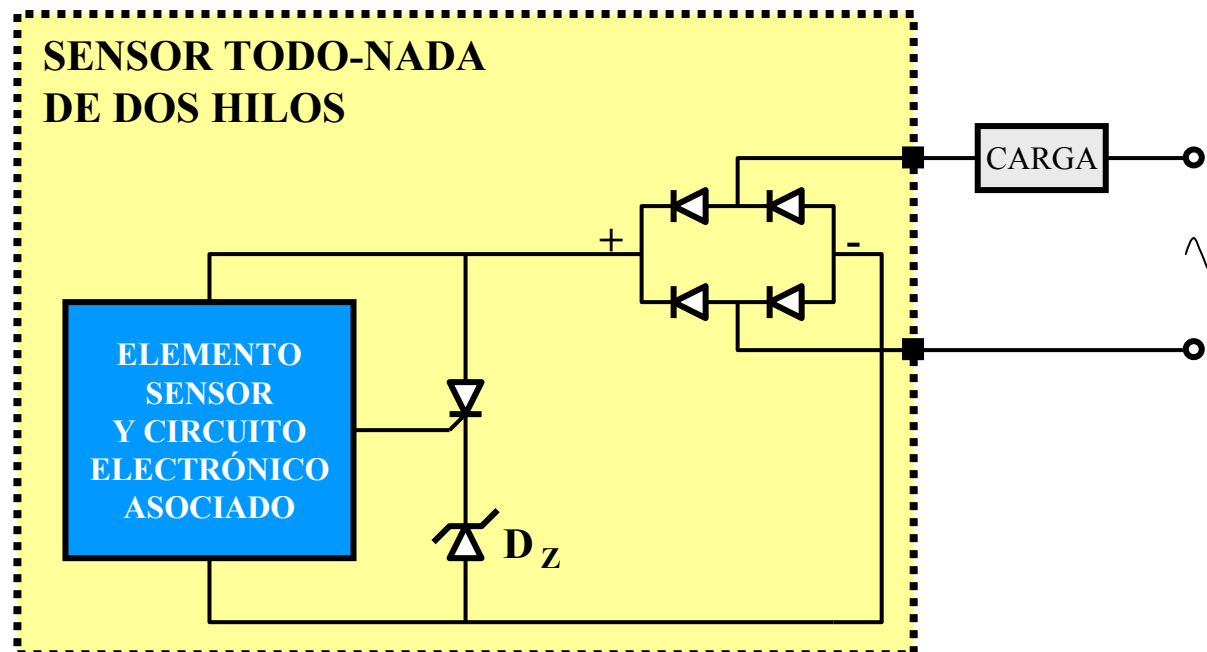 SENSOR TODO-NADA
DE DOS HILOS
CARGA
+
-
ELEMENTO
SENSOR
Y CIRCUITO
ELECTRÓNICO
ASOCIADO
D Z